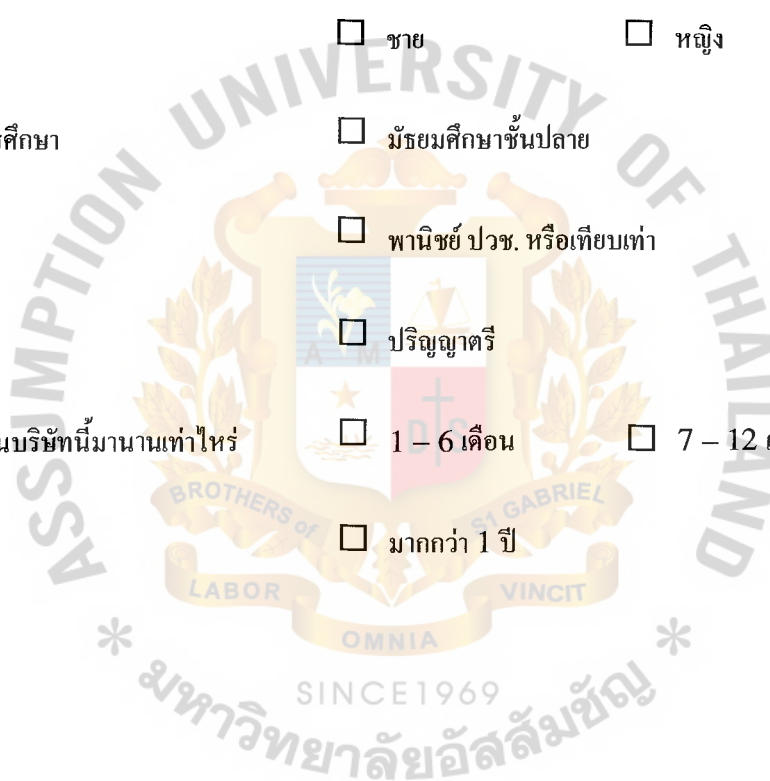 ☐ ชาย ☐ หญิง
ศึกษา ☐ มัธยมศึกษาชั้นปลาย
☐ พานิชย์ ปวช. หรือเทียบเท่า
☐ ปริญญาตรี
นบริษัทนี้มานานเท่าไหร่ ☐ 1 – 6 เดือน ☐ 7 – 12
☐ มากกว่า 1 ปี
ASSUMPTION UNIVERSITY OF THAILAND
A M
D S
BROTHERS of ST GABRIEL
LABOR OMNIA VINCIT
SINCE 1969
มหาวิทยาลัยอัสสัมชัญ